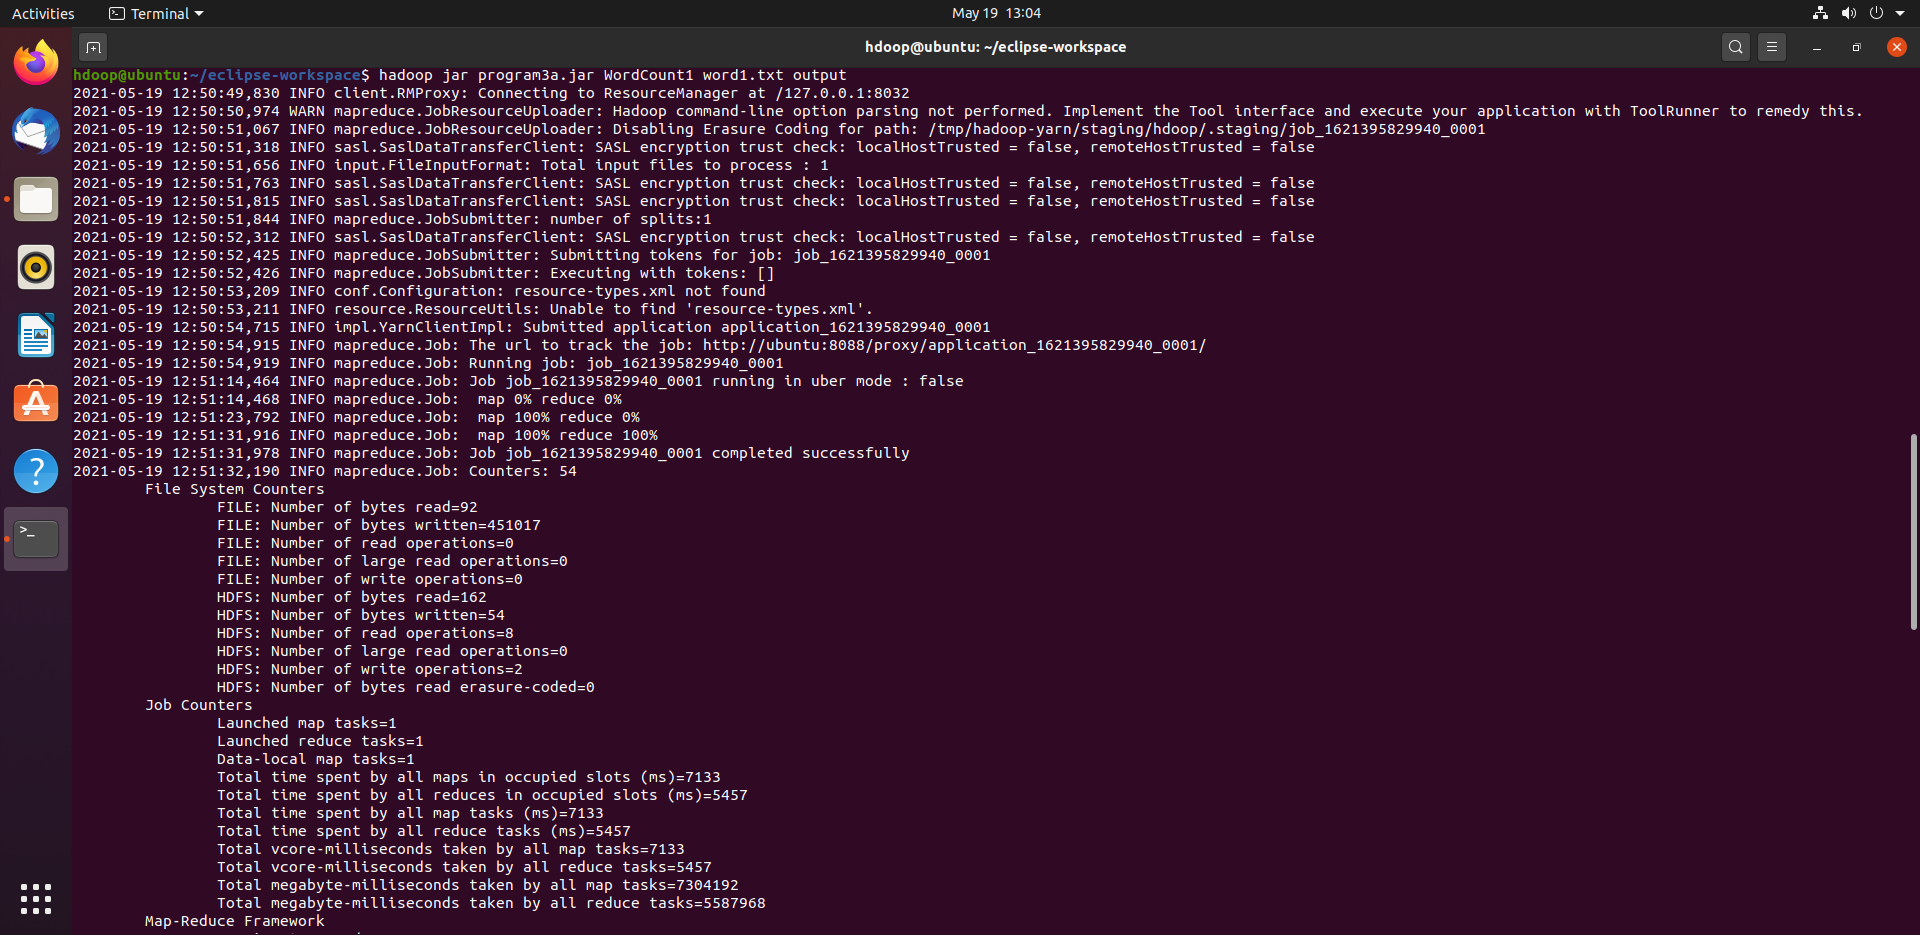 Activities
Terminal
May 19 13:04
hdoop@ubuntu: ~/eclipse-workspace
hdoop@ubuntu:~/eclipse-workspace$ hadoop jar program3a.jar WordCount1 word1.txt output
2021-05-19 12:50:49,830 INFO client.RMProxy: Connecting to ResourceManager at /127.0.0.1:8032
2021-05-19 12:50:50,974 WARN mapreduce.JobResourceUploader: Hadoop command-line option parsing not performed. Implement the Tool interface and execute your application with ToolRunner to remedy this.
2021-05-19 12:50:51,067 INFO mapreduce.JobResourceUploader: Disabling Erasure Coding for path: /tmp/hadoop-yarn/staging/hdoop/.staging/job_1621395829940_0001
2021-05-19 12:50:51,318 INFO sasl.SaslDataTransferClient: SASL encryption trust check: localHostTrusted = false, remoteHostTrusted = false
2021-05-19 12:50:51,656 INFO input.FileInputFormat: Total input files to process : 1
2021-05-19 12:50:51,763 INFO sasl.SaslDataTransferClient: SASL encryption trust check: localHostTrusted = false, remoteHostTrusted = false
2021-05-19 12:50:51,815 INFO sasl.SaslDataTransferClient: SASL encryption trust check: localHostTrusted = false, remoteHostTrusted = false
2021-05-19 12:50:51,844 INFO mapreduce.JobSubmitter: number of splits:1
2021-05-19 12:50:52,312 INFO sasl.SaslDataTransferClient: SASL encryption trust check: localHostTrusted = false, remoteHostTrusted = false
2021-05-19 12:50:52,425 INFO mapreduce.JobSubmitter: Submitting tokens for job: job_1621395829940_0001
2021-05-19 12:50:52,426 INFO mapreduce.JobSubmitter: Executing with tokens: []
2021-05-19 12:50:53,209 INFO conf.Configuration: resource-types.xml not found
2021-05-19 12:50:53,211 INFO resource.ResourceUtils: Unable to find 'resource-types.xml'.
2021-05-19 12:50:54,715 INFO impl.YarnClientImpl: Submitted application application_1621395829940_0001
2021-05-19 12:50:54,915 INFO mapreduce.Job: The url to track the job: http://ubuntu:8088/proxy/application_1621395829940_0001/
2021-05-19 12:50:54,919 INFO mapreduce.Job: Running job: job_1621395829940_0001
2021-05-19 12:51:14,464 INFO mapreduce.Job: Job job_1621395829940_0001 running in uber mode : false
2021-05-19 12:51:14,468 INFO mapreduce.Job:  map 0% reduce 0%
2021-05-19 12:51:23,792 INFO mapreduce.Job:  map 100% reduce 0%
2021-05-19 12:51:31,916 INFO mapreduce.Job:  map 100% reduce 100%
2021-05-19 12:51:31,978 INFO mapreduce.Job: Job job_1621395829940_0001 completed successfully
2021-05-19 12:51:32,190 INFO mapreduce.Job: Counters: 54
File System Counters
FILE: Number of bytes read=92
FILE: Number of bytes written=451017
FILE: Number of read operations=0
FILE: Number of large read operations=0
FILE: Number of write operations=0
HDFS: Number of bytes read=162
HDFS: Number of bytes written=54
HDFS: Number of read operations=8
HDFS: Number of large read operations=0
HDFS: Number of write operations=2
HDFS: Number of bytes read erasure-coded=0
Job Counters
Launched map tasks=1
Launched reduce tasks=1
Data-local map tasks=1
Total time spent by all maps in occupied slots (ms)=7133
Total time spent by all reduces in occupied slots (ms)=5457
Total time spent by all map tasks (ms)=7133
Total time spent by all reduce tasks (ms)=5457
Total vcore-milliseconds taken by all map tasks=7133
Total vcore-milliseconds taken by all reduce tasks=5457
Total megabyte-milliseconds taken by all map tasks=7304192
Total megabyte-milliseconds taken by all reduce tasks=5587968
Map-Reduce Framework